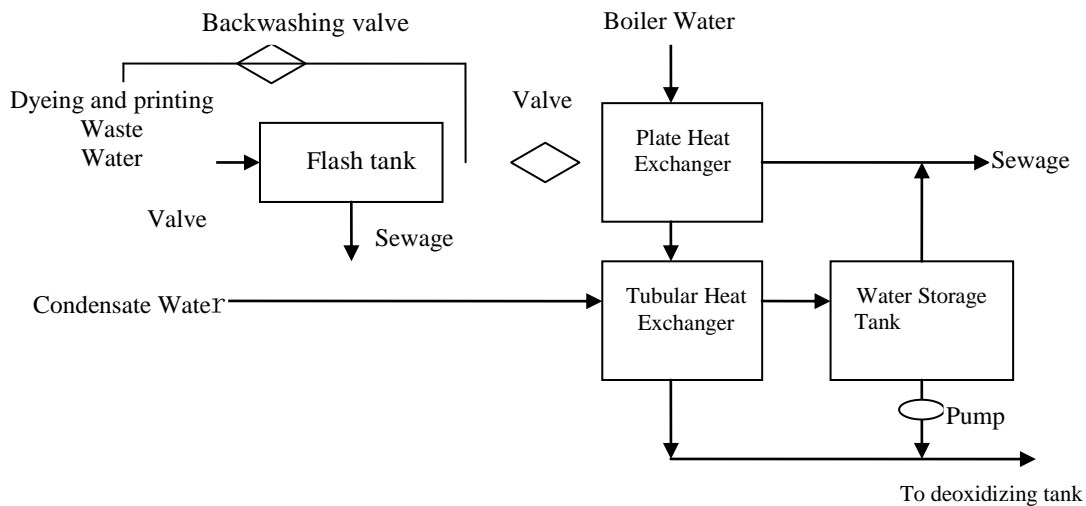 Backwashing valve
Boiler Water
Dyeing and printing
Waste
Water
Valve
Flash tank
Plate Heat
Exchanger
Sewage
Valve
Sewage
Condensate Water
Tubular Heat
Exchanger
Water Storage
Tank
Pump
To deoxidizing tank